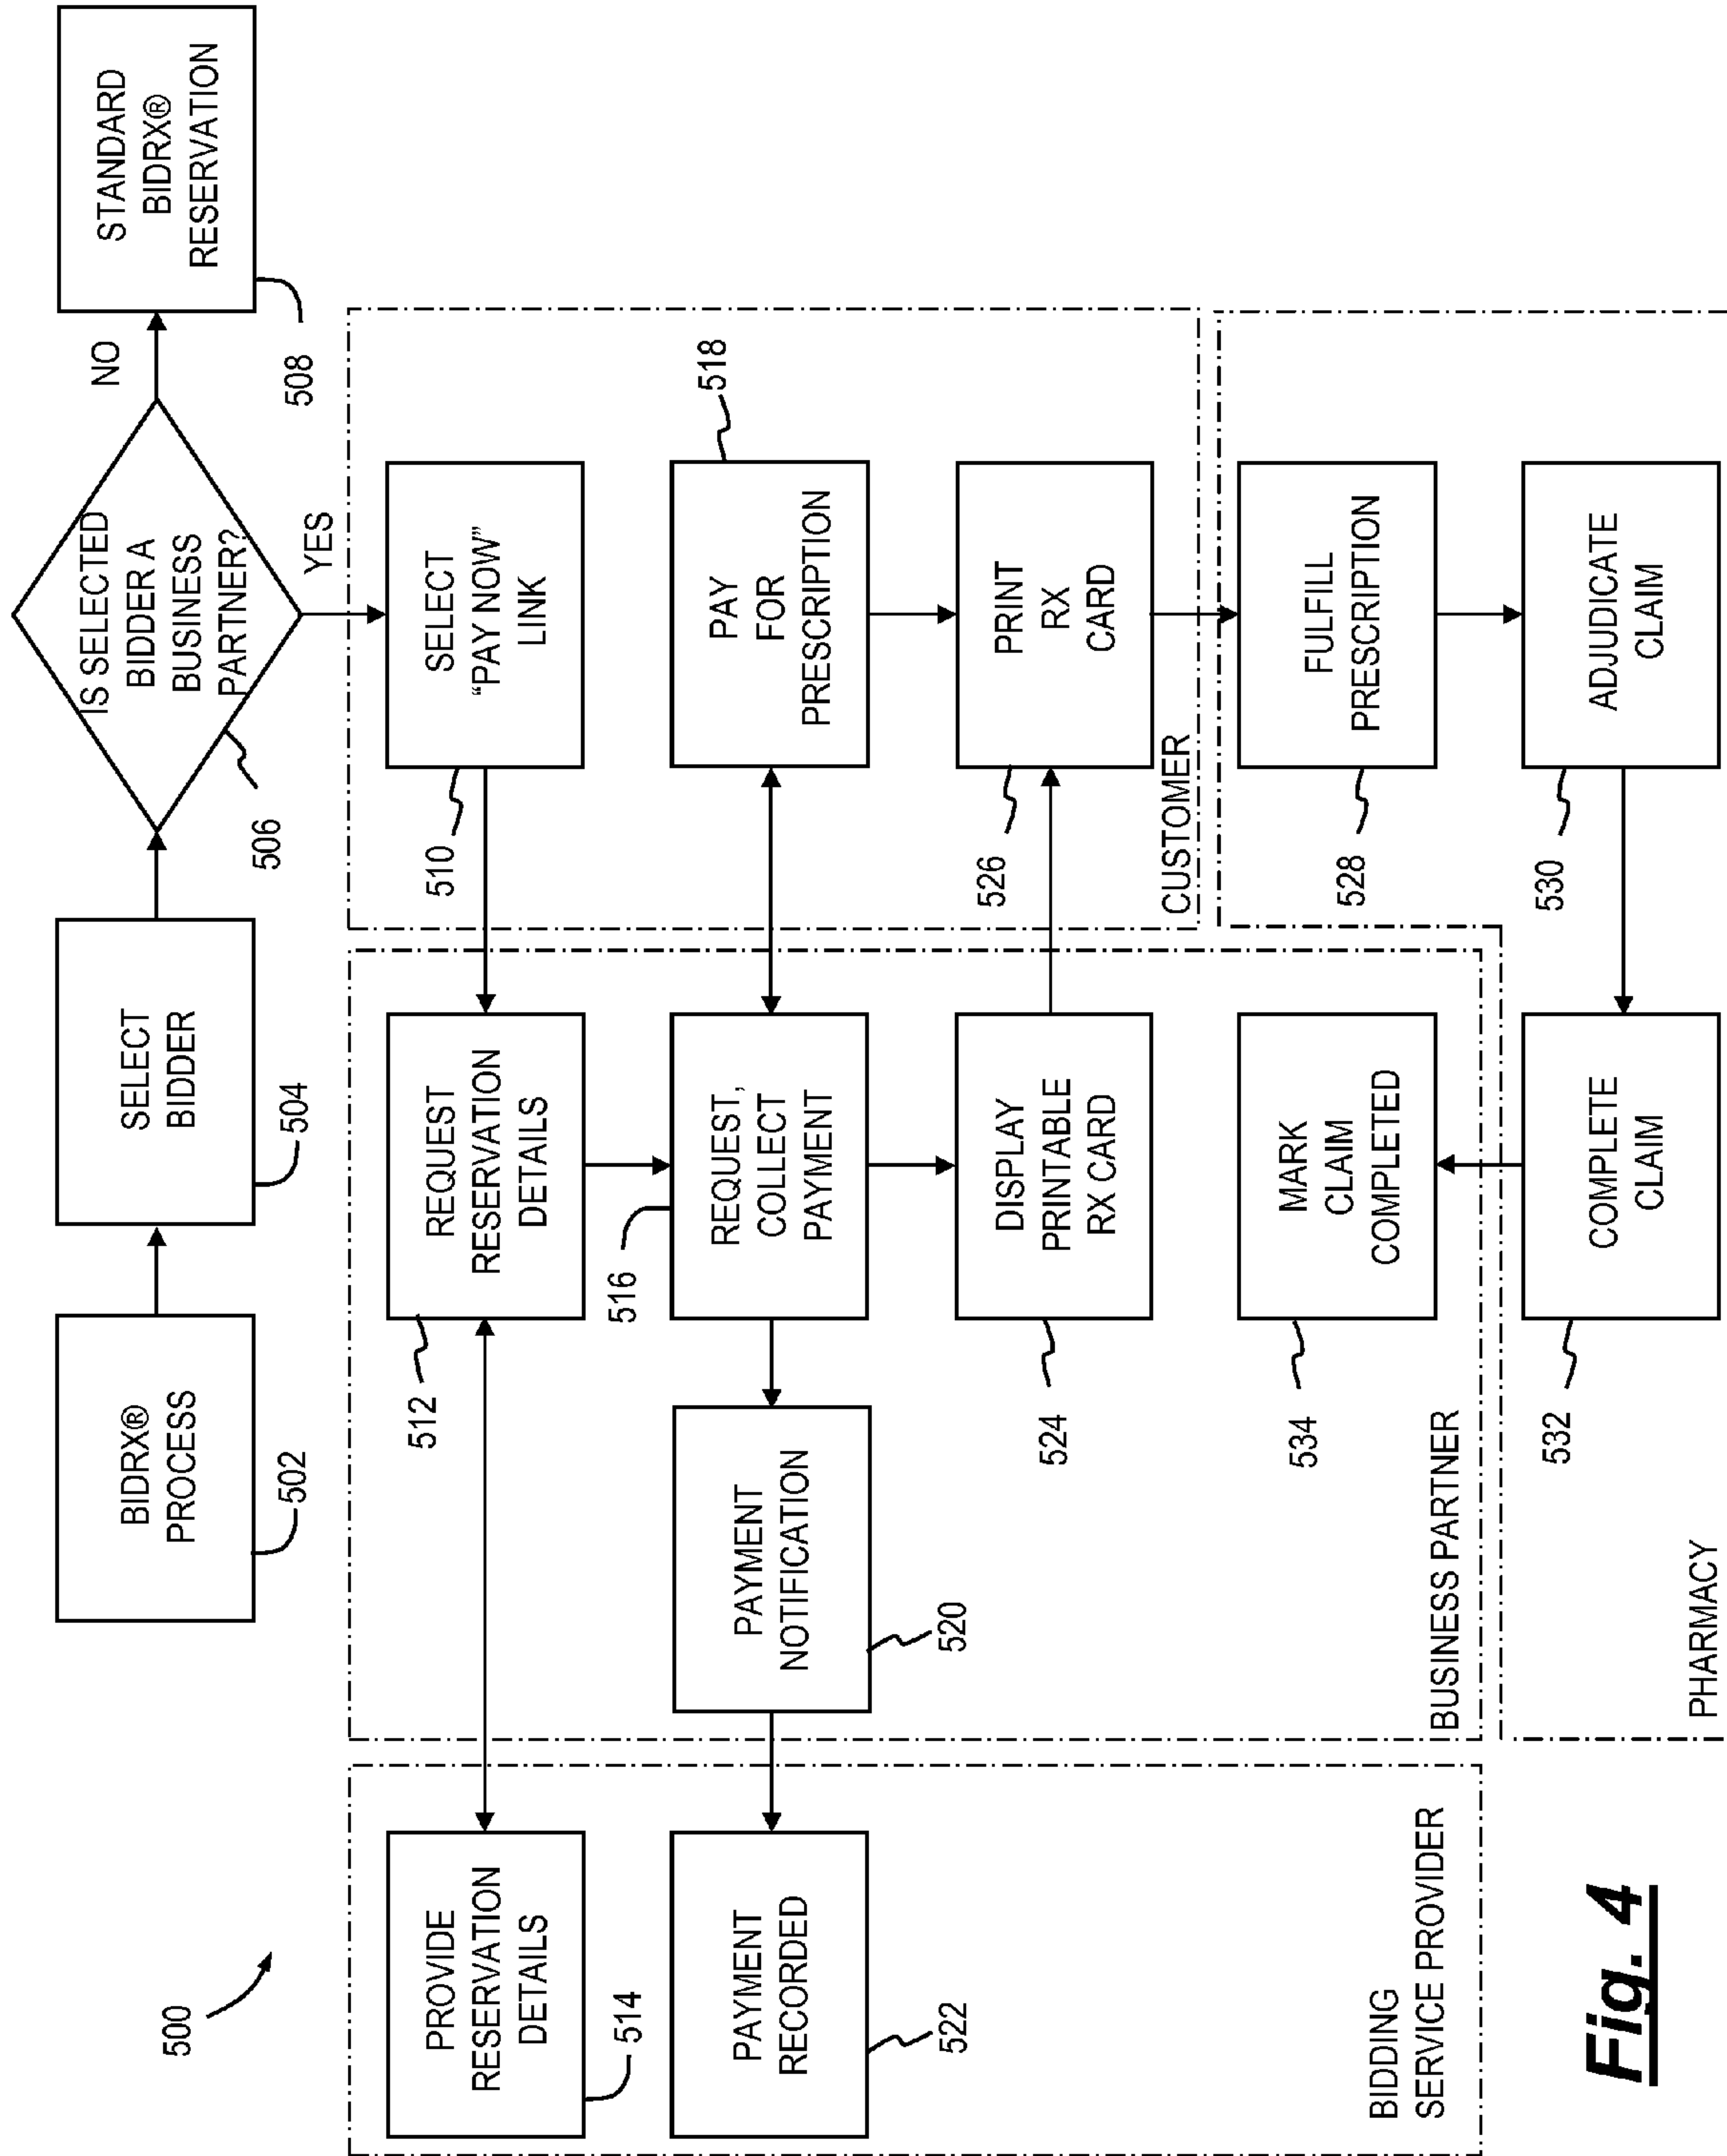 500
BIDRX®
PROCESS
502
SELECT
BIDDER
504
IS SELECTED
BIDDER A
BUSINESS
PARTNER?
506
NO
YES
STANDARD
BIDRX®
RESERVATION
508
PROVIDE
RESERVATION
DETAILS
514
REQUEST
RESERVATION
DETAILS
512
SELECT
“PAY NOW”
LINK
510
PAYMENT
RECORDED
522
PAYMENT
NOTIFICATION
520
REQUEST,
COLLECT
PAYMENT
516
PAY
FOR
PRESCRIPTION
518
DISPLAY
PRINTABLE
RX CARD
524
PRINT
RX
CARD
526
CUSTOMER
MARK
CLAIM
COMPLETED
534
FULFILL
PRESCRIPTION
528
BIDDING
SERVICE PROVIDER
BUSINESS PARTNER
COMPLETE
CLAIM
532
ADJUDICATE
CLAIM
530
PHARMACY
Fig. 4